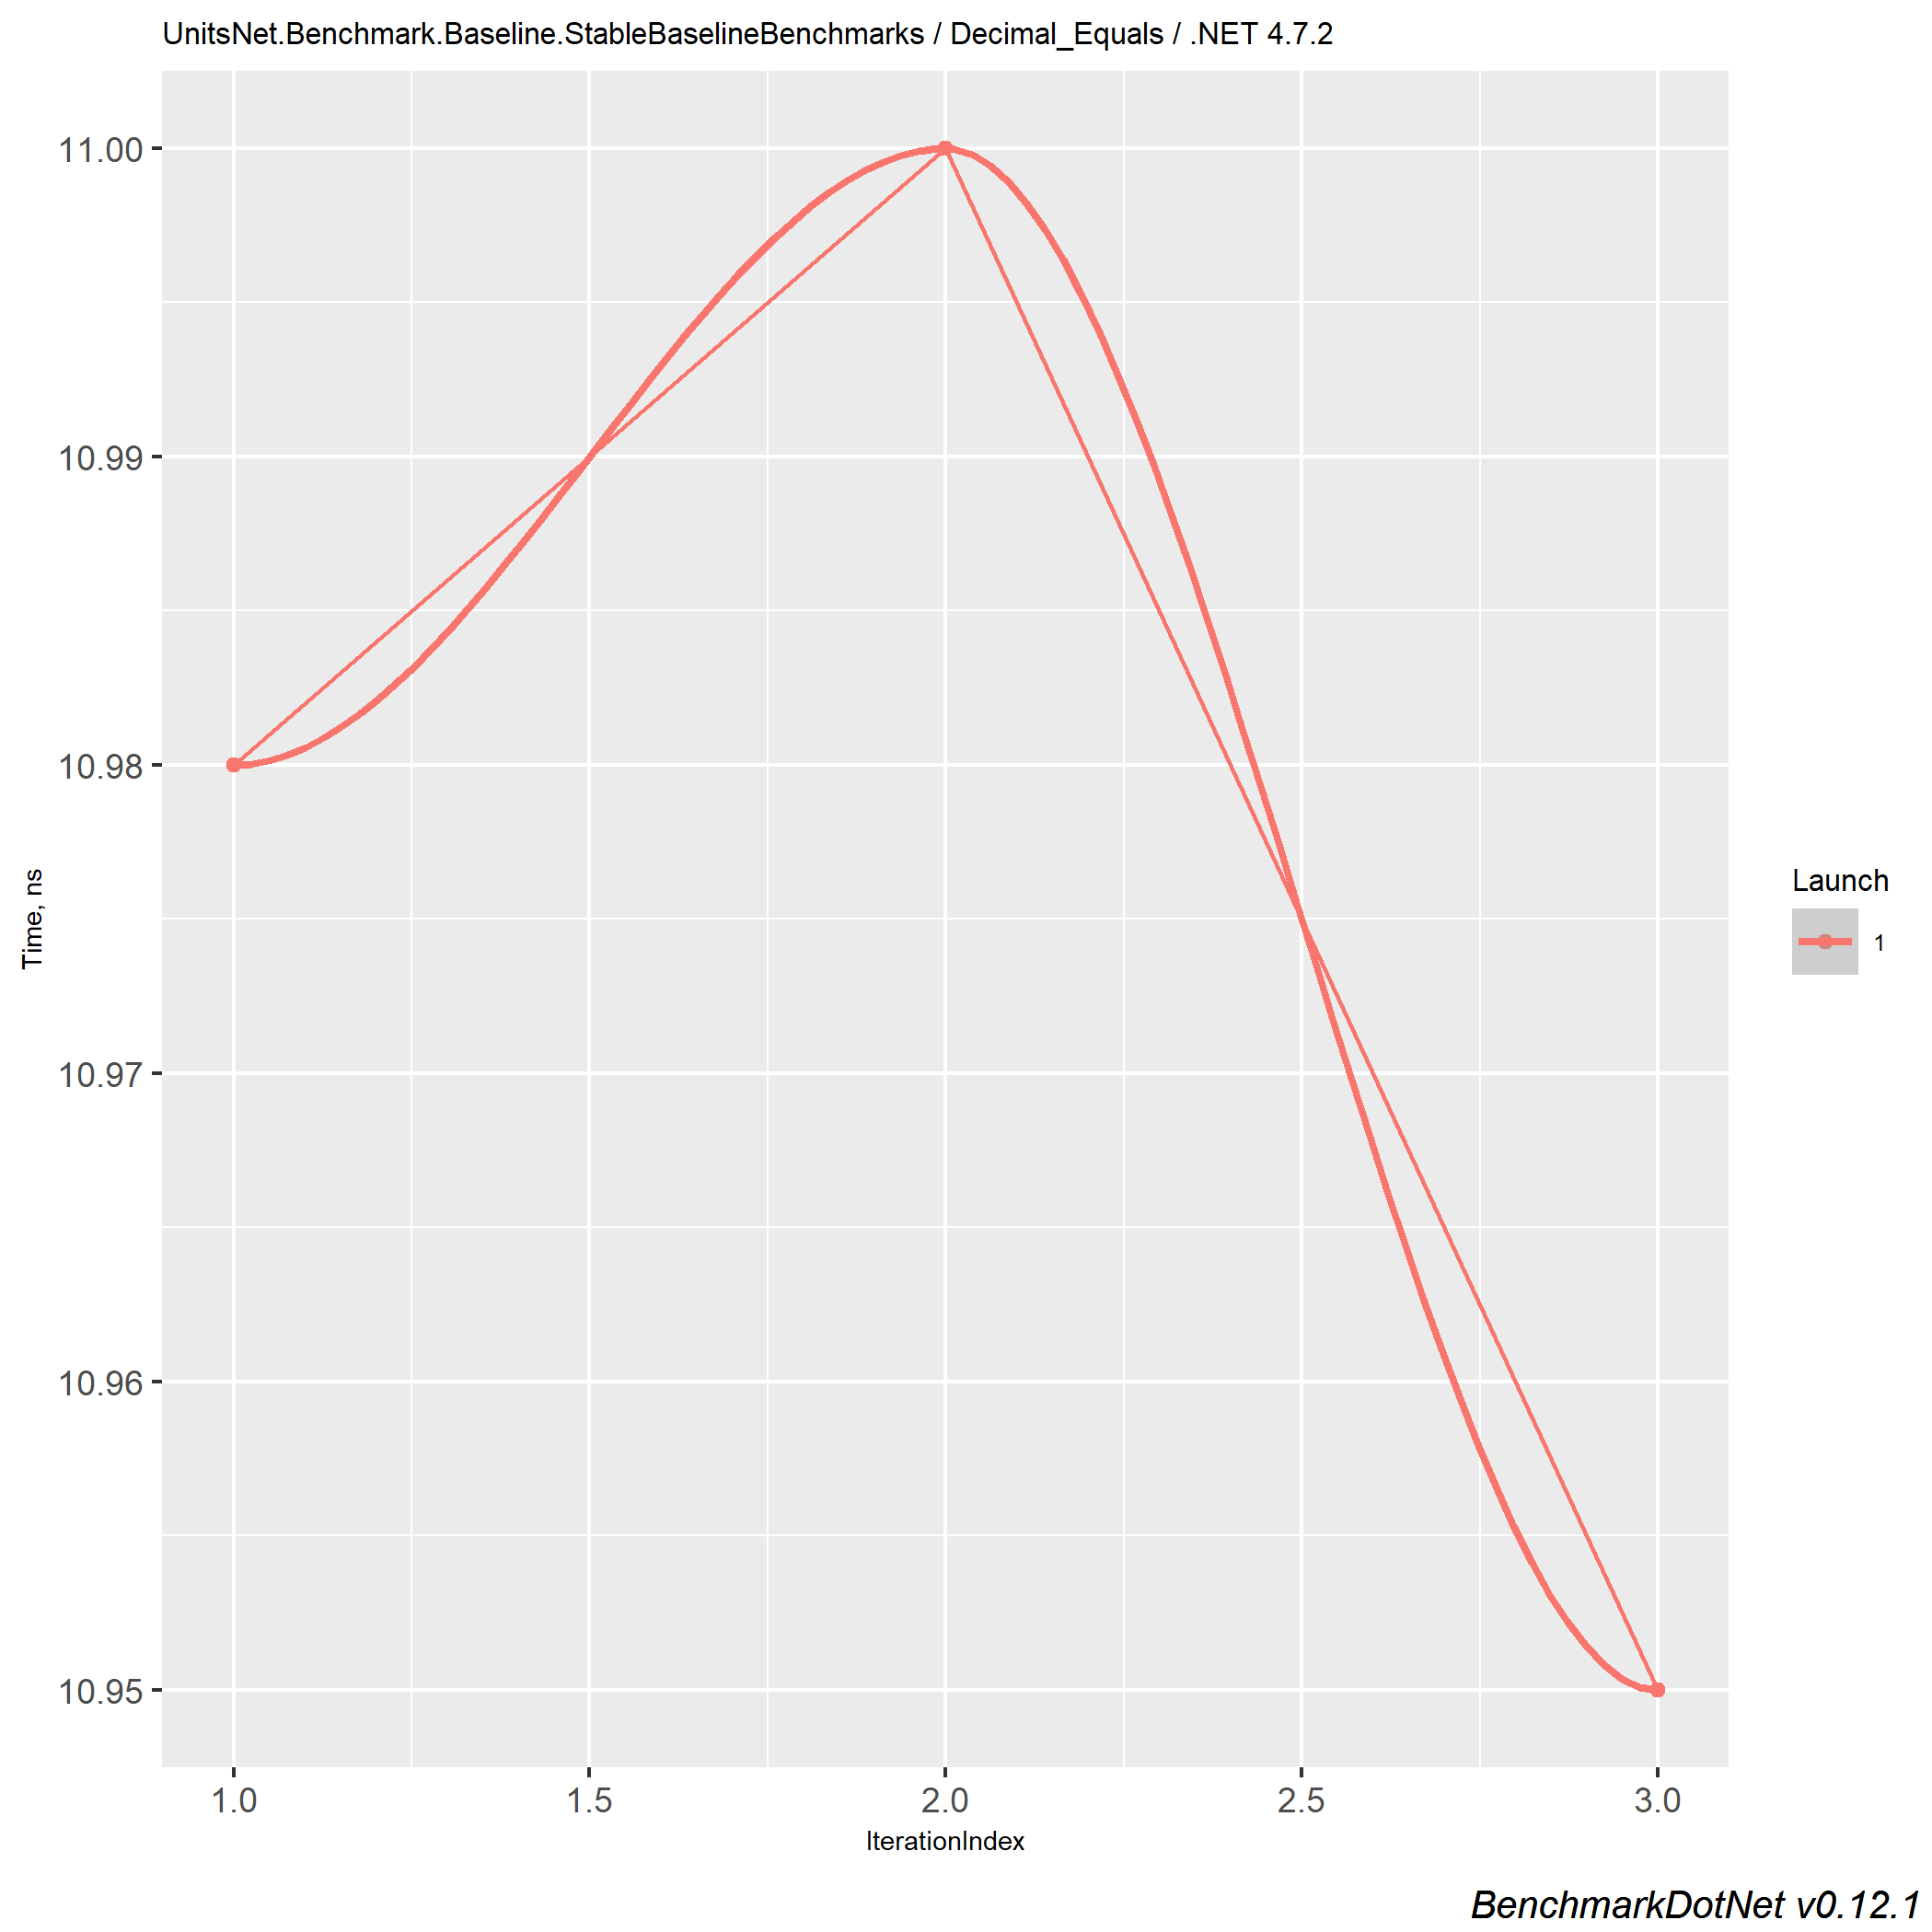 UnitsNet.Benchmark.Baseline.StableBaselineBenchmarks / Decimal_Equals / .NET 4.7.2
11.00
10.99
10.98
10.97
10.96
10.95
Time, ns
1.0 1.5 2.0 2.5 3.0
IterationIndex
Launch
1
BenchmarkDotNet v0.12.1